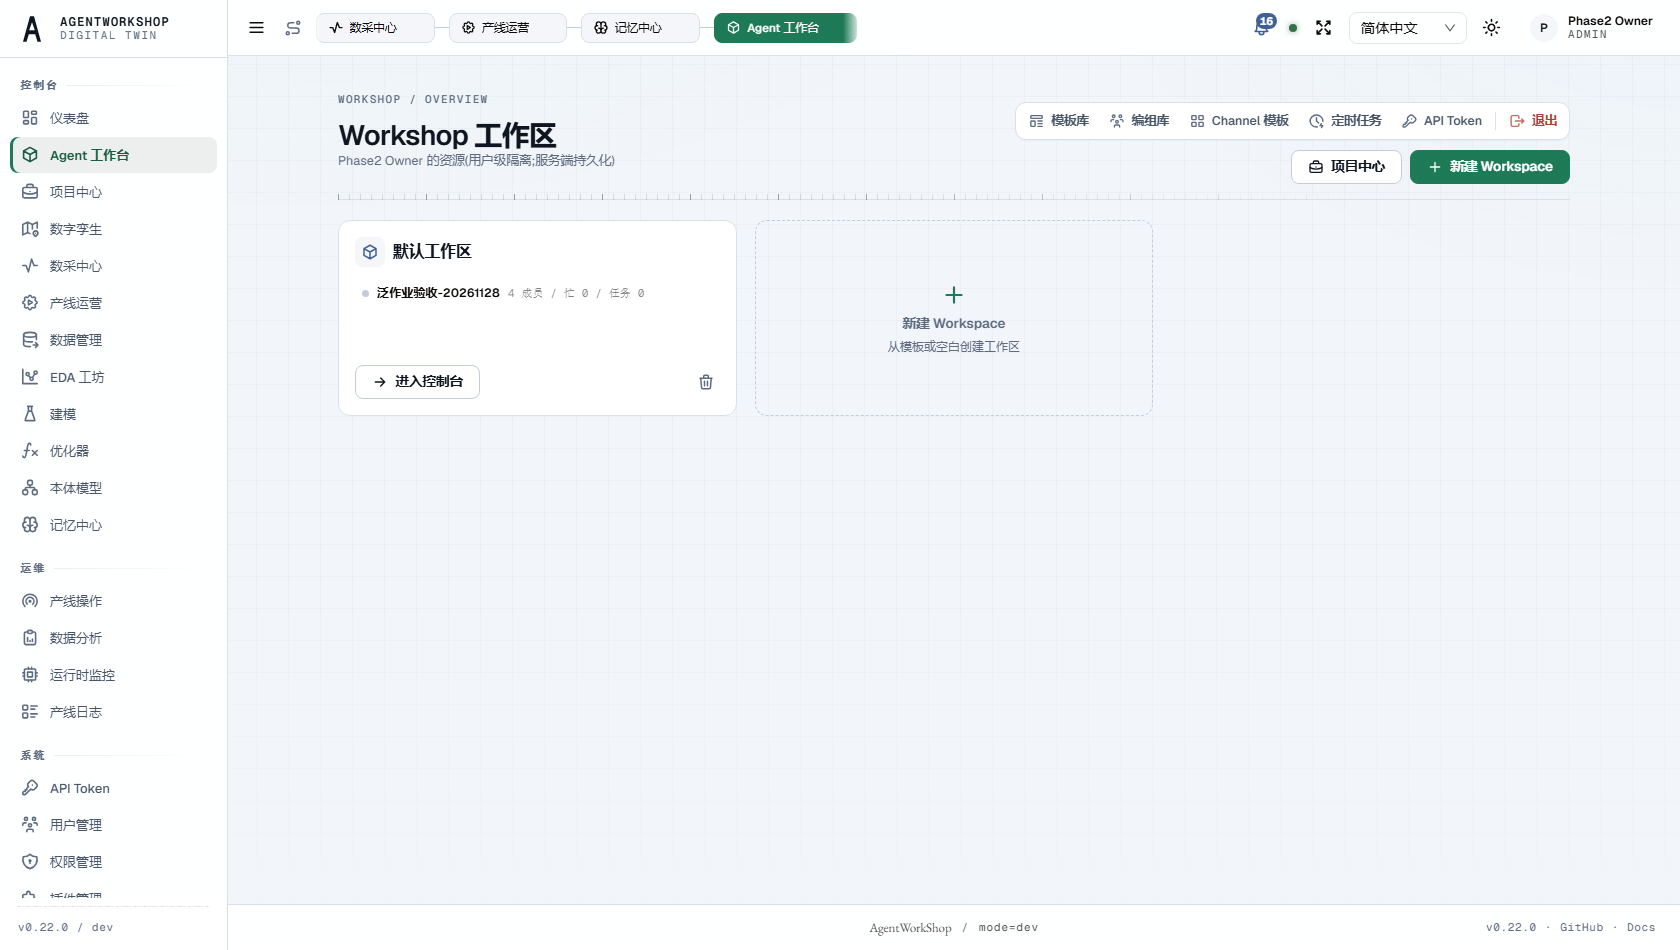 AGENTWORKSHOP
DIGITAL TWIN
数采中心
产线运营
记忆中心
Agent 工作台
16
简体中文
P
Phase2 Owner
ADMIN
控制台
仪表盘
Agent 工作台
项目中心
数字孪生
数采中心
产线运营
数据管理
EDA 工坊
建模
优化器
本体模型
记忆中心
运维
产线操作
数据分析
运行时监控
产线日志
系统
API Token
用户管理
权限管理
插件管理
v0.22.0 / dev
WORKSHOP / OVERVIEW
Workshop 工作区
Phase2 Owner 的资源(用户级隔离;服务端持久化)
模板库
编组库
Channel 模板
定时任务
API Token
退出
项目中心
新建 Workspace
默认工作区
泛作业验收-20261128 4 成员 / 忙 0 / 任务 0
进入控制台
新建 Workspace
从模板或空白创建工作区
AgentWorkShop / mode=dev
v0.22.0 · GitHub · Docs